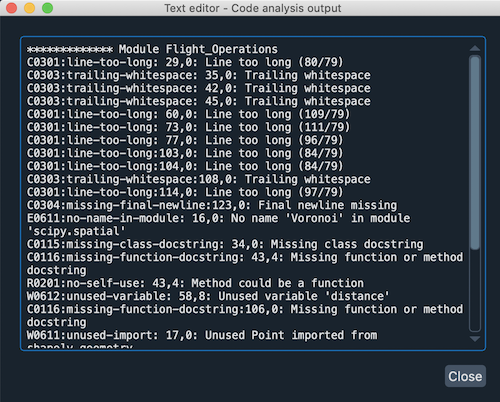 Text editor - Code analysis output
************* Module Flight_Operations
C0301:line-too-long: 29,0: Line too long (80/79)
C0303:trailing-whitespace: 35,0: Trailing whitespace
C0303:trailing-whitespace: 42,0: Trailing whitespace
C0303:trailing-whitespace: 45,0: Trailing whitespace
C0301:line-too-long: 60,0: Line too long (109/79)
C0301:line-too-long: 73,0: Line too long (111/79)
C0301:line-too-long: 77,0: Line too long (96/79)
C0301:line-too-long:103,0: Line too long (84/79)
C0301:line-too-long:104,0: Line too long (84/79)
C0303:trailing-whitespace:108,0: Trailing whitespace
C0301:line-too-long:114,0: Line too long (97/79)
C0304:missing-final-newline:123,0: Final newline missing
E0611:no-name-in-module: 16,0: No name 'Voronoi' in module
'scipy.spatial'
C0115:missing-class-docstring: 34,0: Missing class docstring
C0116:missing-function-docstring: 43,4: Missing function or method
docstring
R0201:no-self-use: 43,4: Method could be a function
W0612:unused-variable: 58,8: Unused variable 'distance'
C0116:missing-function-docstring:106,0: Missing function or method
docstring
W0611:unused-import: 17,0: Unused Point imported from
shapely.geometry
Close